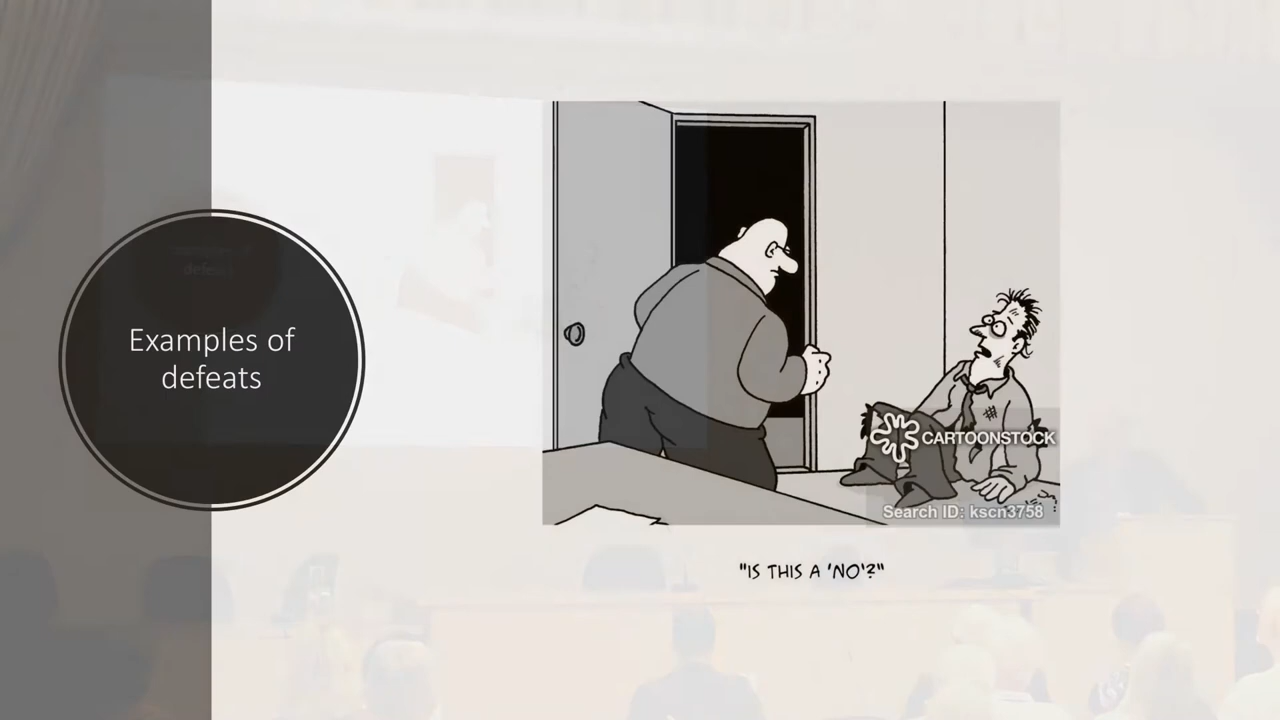 Examples of
defeats
CARTOONSTOCK
Search ID: kscn3758
"IS THIS A 'NO'?"